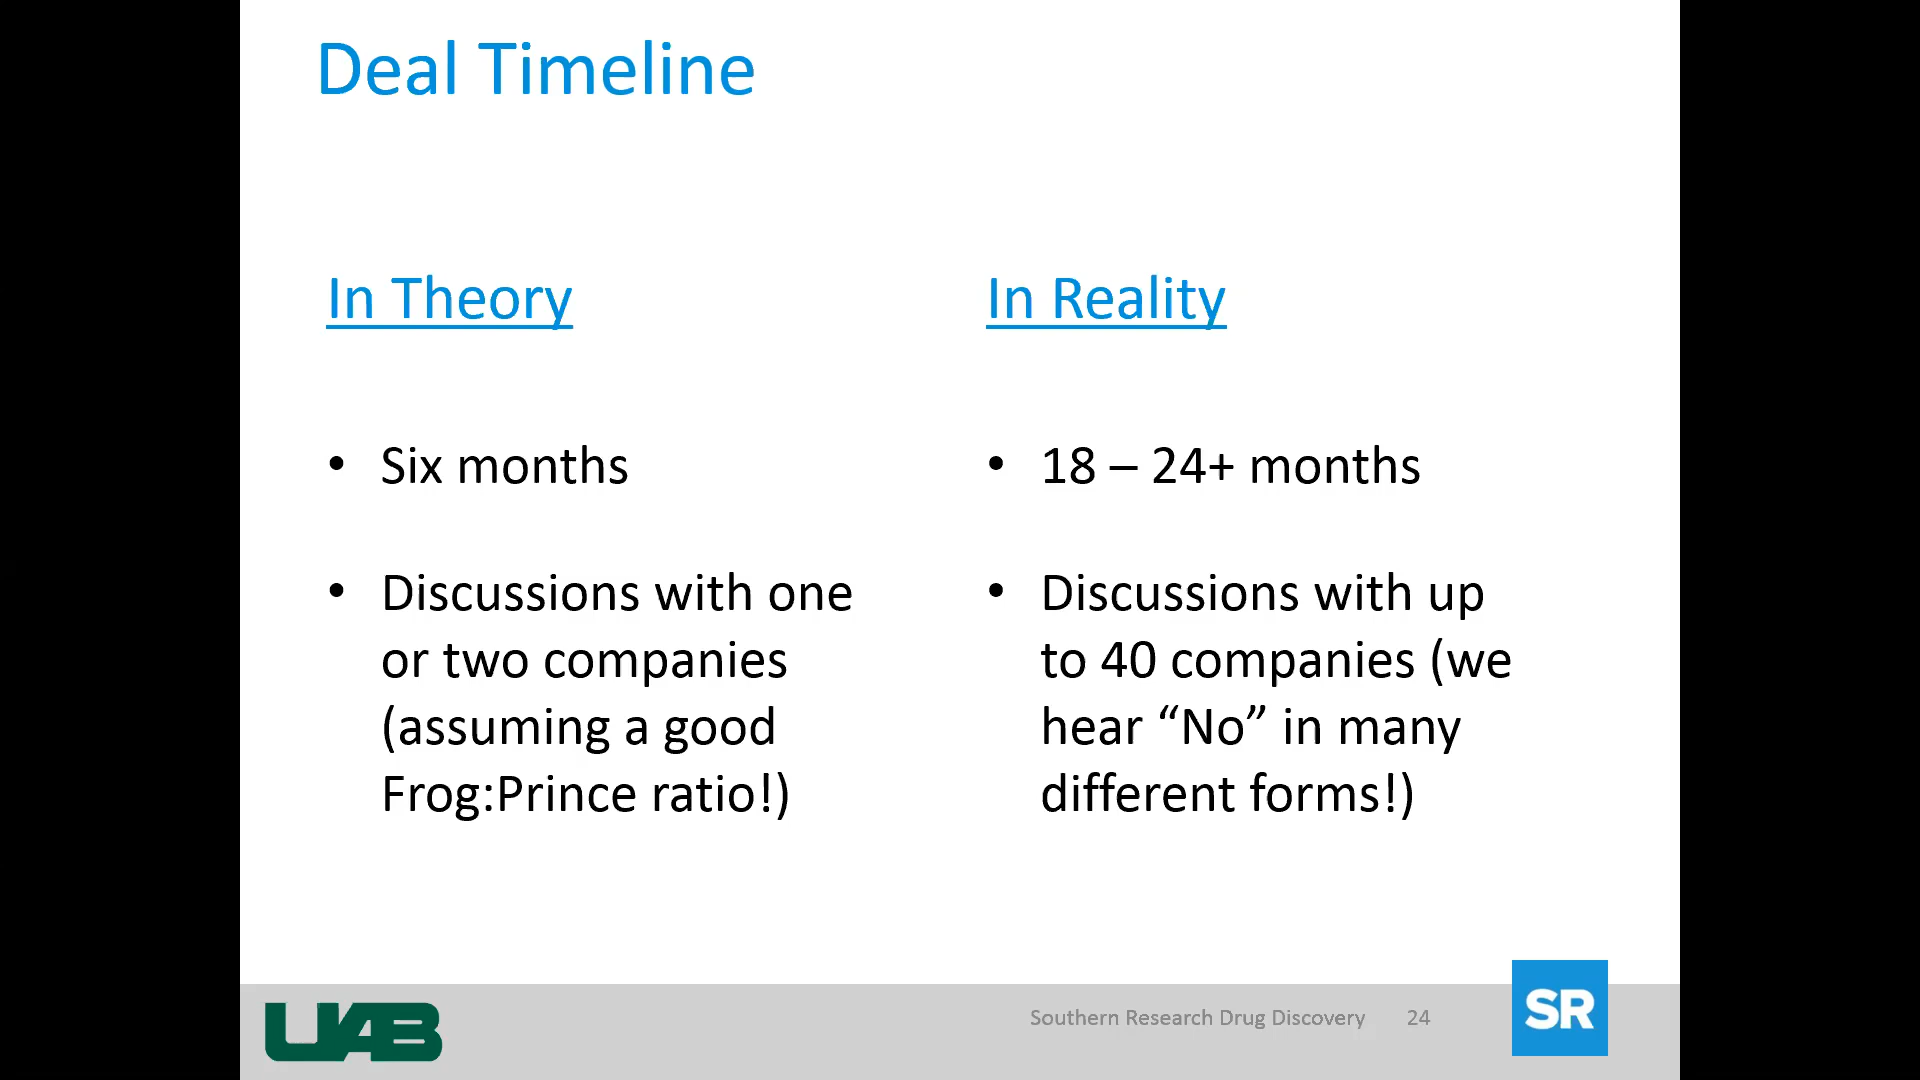 Deal Timeline
In Theory
• Six months
• Discussions with one
or two companies
(assuming a good
Frog:Prince ratio!)
In Reality
• 18 – 24+ months
• Discussions with up
to 40 companies (we
hear “No” in many
different forms!)
UAB
Southern Research Drug Discovery 24
SR